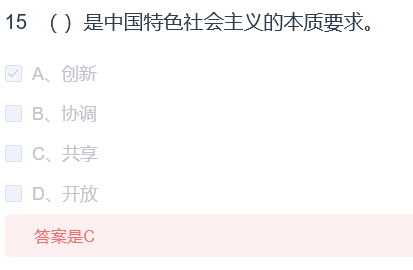 15 （ ）是中国特色社会主义的本质要求。
A、创新
B、协调
C、共享
D、开放
答案是C